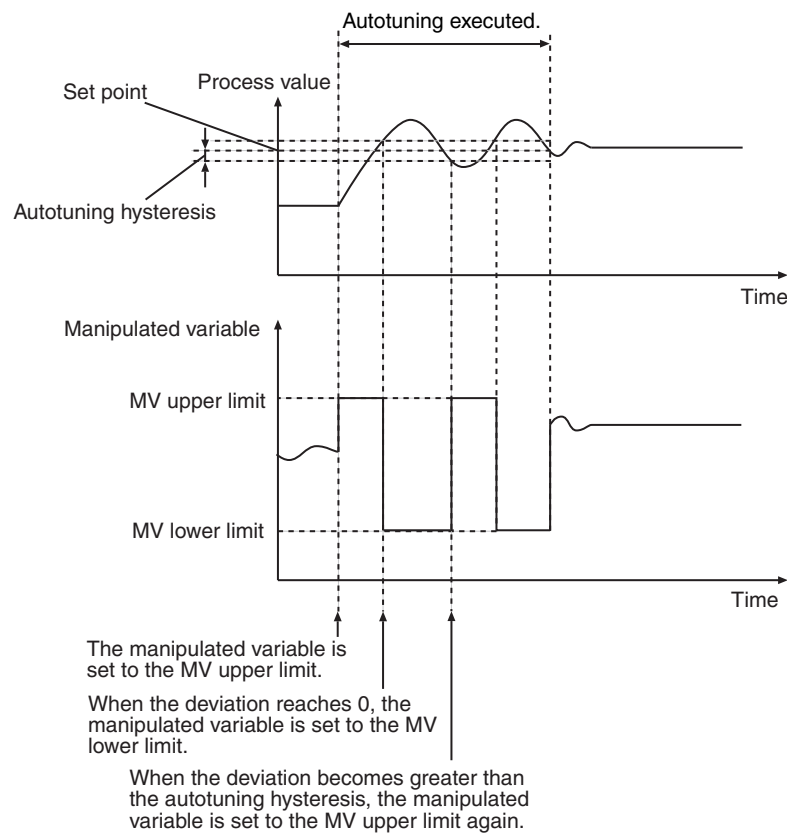 Autotuning executed.
Process value
Set point
Autotuning hysteresis
Time
Manipulated variable
MV upper limit
MV lower limit
Time
The manipulated variable is
set to the MV upper limit.
When the deviation reaches 0, the
manipulated variable is set to the MV
lower limit.
When the deviation becomes greater than
the autotuning hysteresis, the manipulated
variable is set to the MV upper limit again.